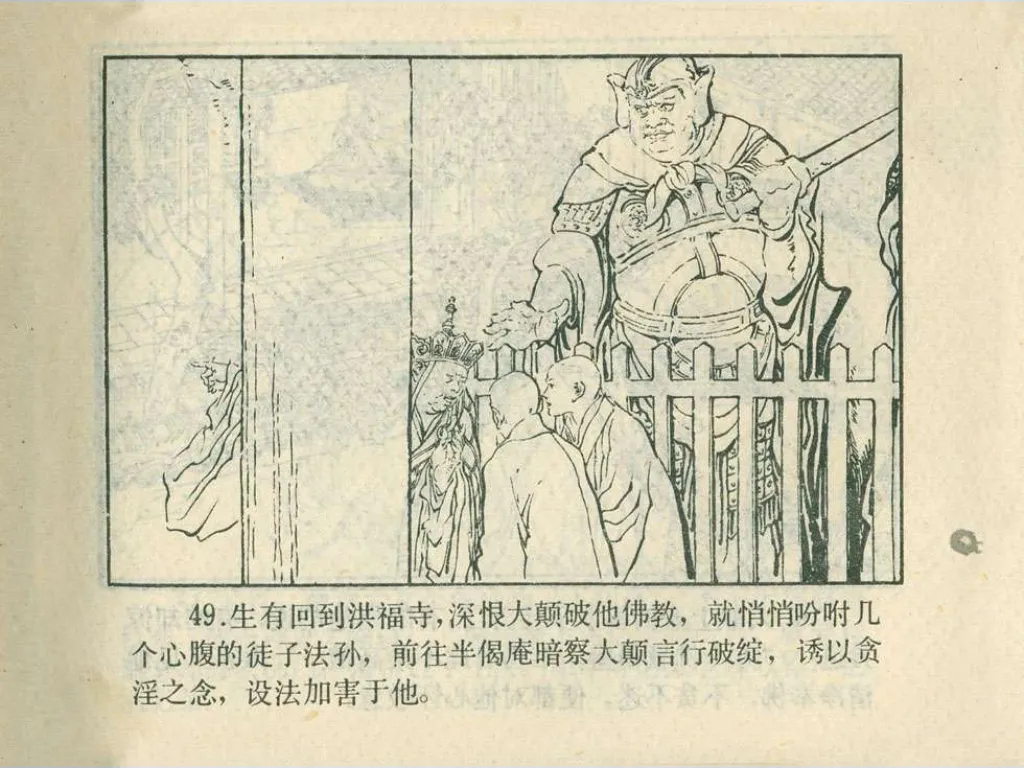 49.生有回到洪福寺，深恨大颠破他佛教，就悄悄吩咐几
个心腹的徒子法孙，前往半偈庵暗察大颠言行破绽，诱以贪
淫之念，设法加害于他。